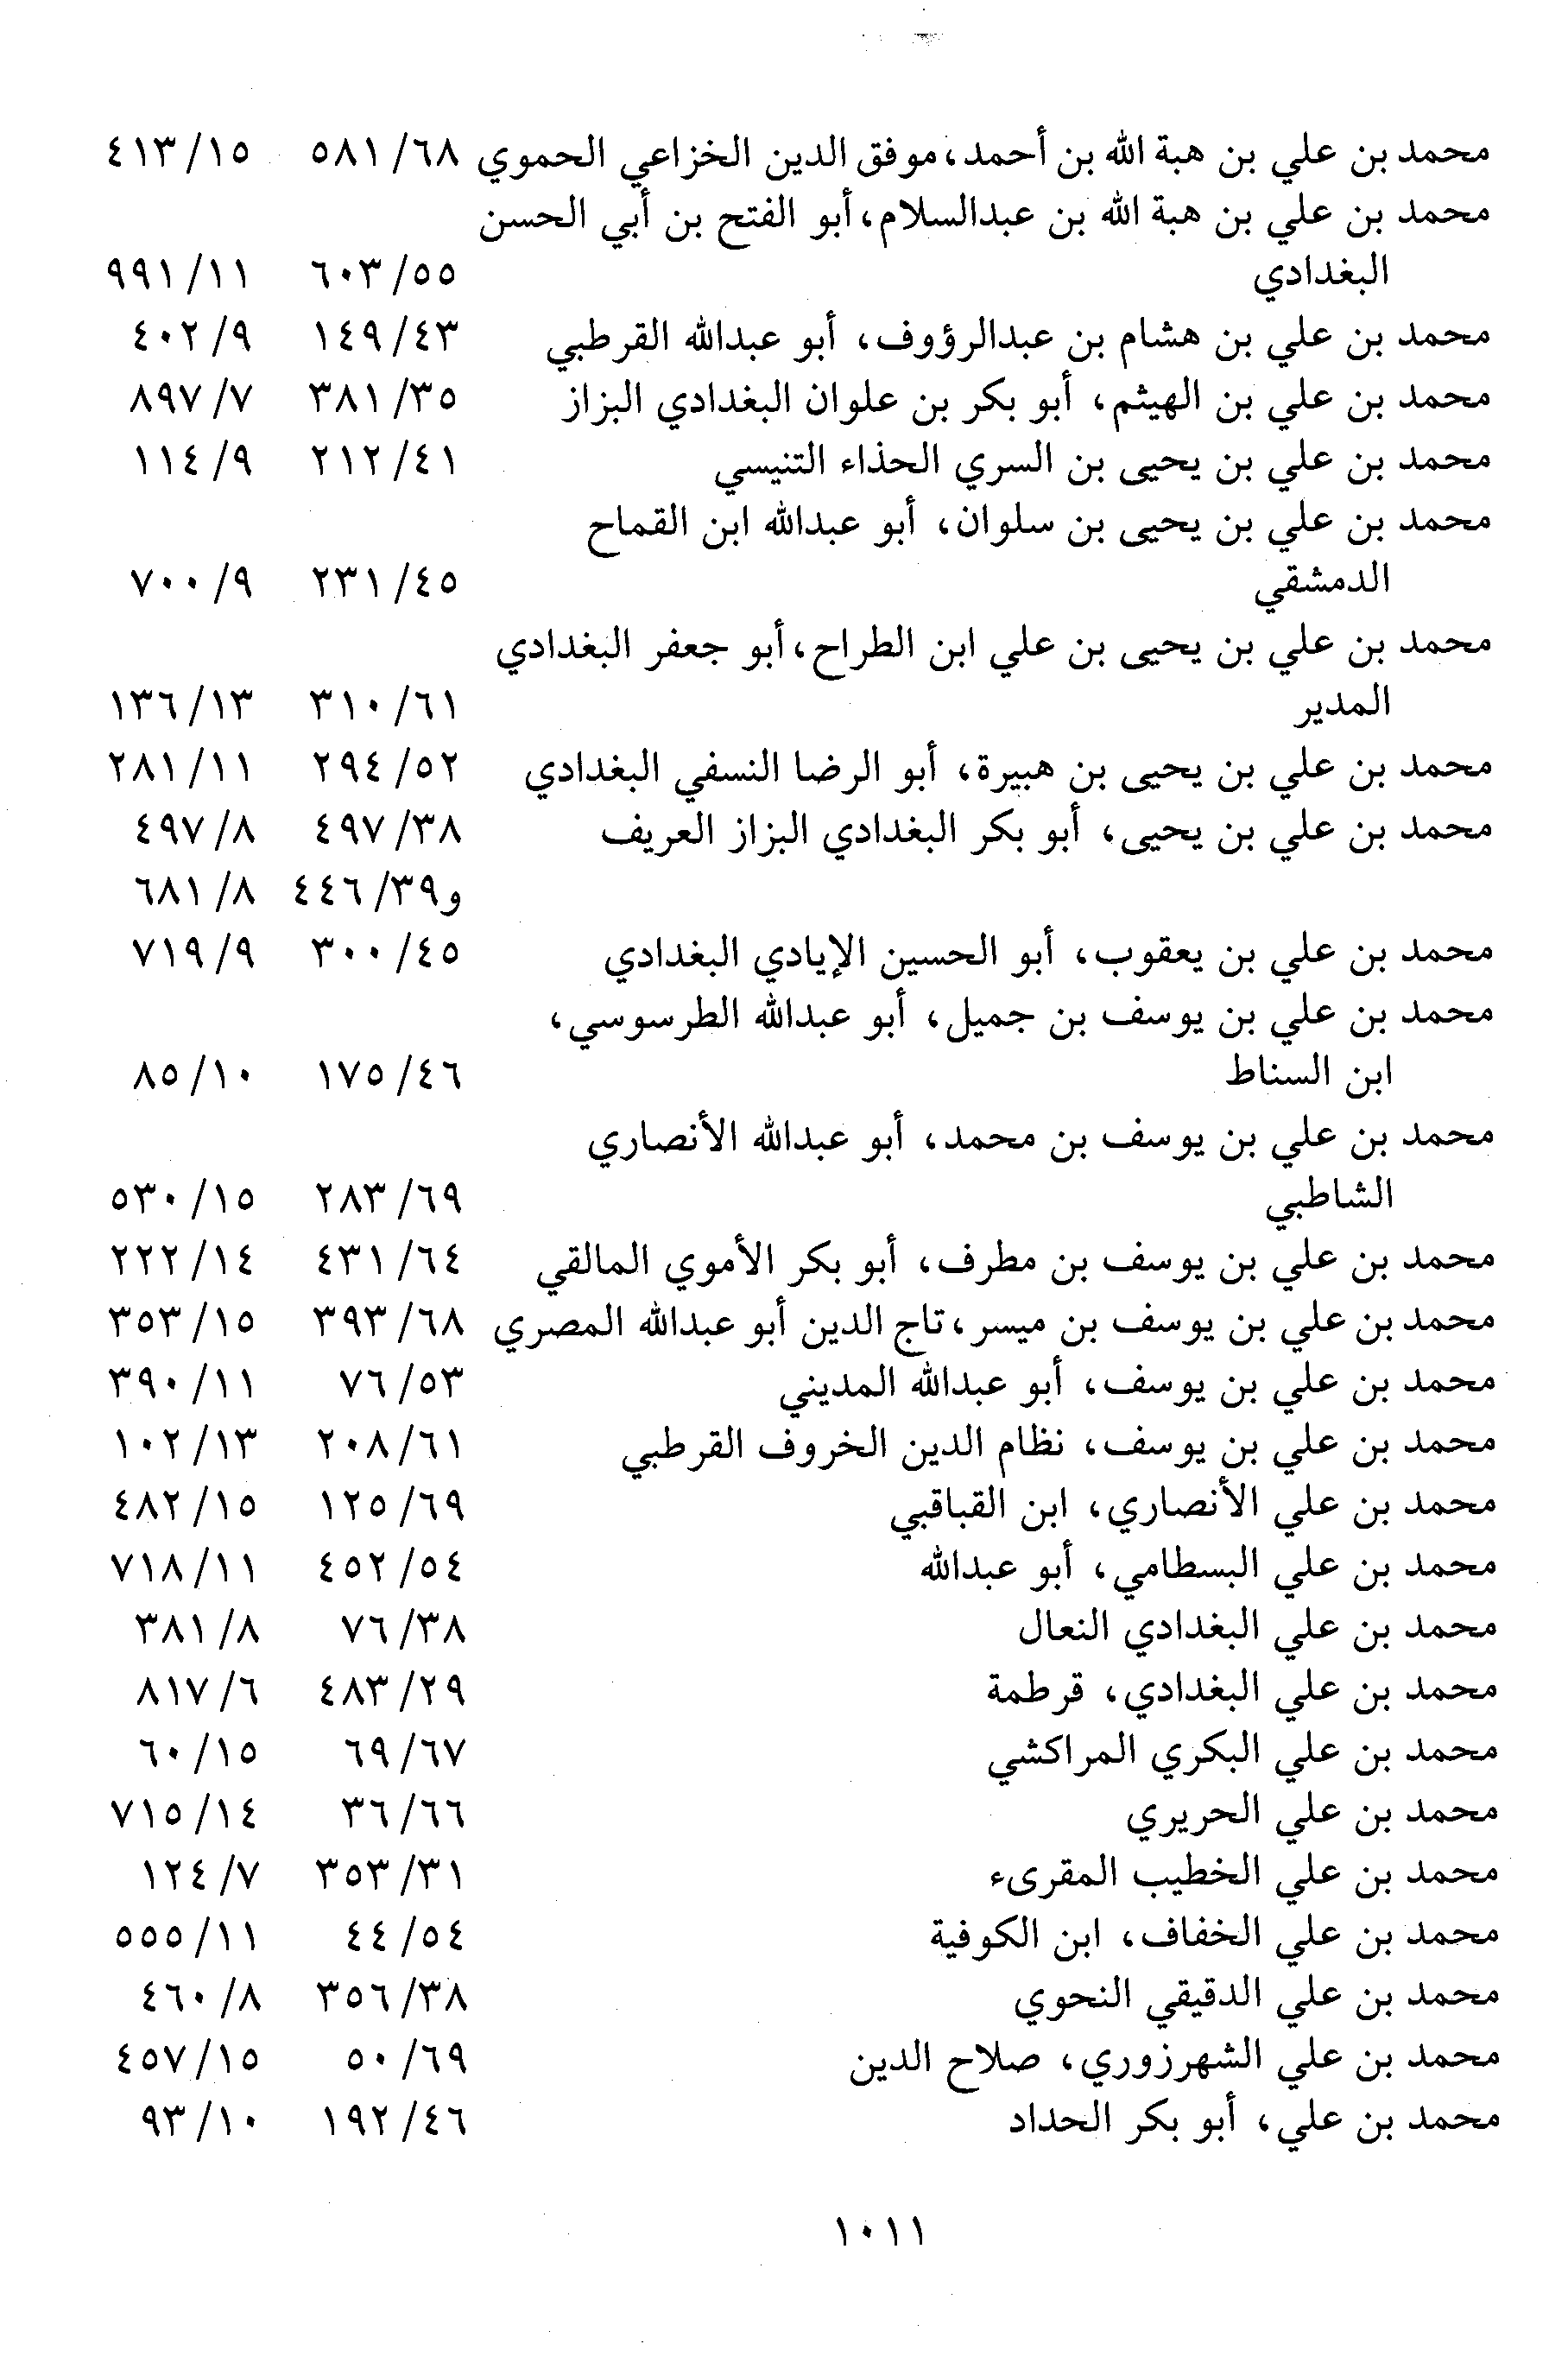 محمد بن علي بن هبة الله بن أحمد، موفق الدين الخزاعي الحموي ٦٨/ ٥٨١ ١٥/ ٤١٣
محمد بن علي بن هبة الله بن عبدالسلام، أبو الفتح بن أبي الحسن
البغدادي ٥٥/ ٦٠٣ ١١/ ٩٩١
محمد بن علي بن هشام بن عبدالرؤوف، أبو عبدالله القرطبي ٤٣/ ١٤٩ ٩/ ٤٠٢
محمد بن علي بن الهيثم، أبو بكر بن علوان البغدادي البزاز ٣٥/ ٣٨١ ٧/ ٨٩٧
محمد بن علي بن يحيى بن السري الحذاء التنيسي ٤١/ ٢١٢ ٩/ ١١٤
محمد بن علي بن يحيى بن سلوان، أبو عبدالله ابن القماح
الدمشقي ٤٥/ ٢٣١ ٩/ ٧٠٠
محمد بن علي بن يحيى بن علي ابن الطراح، أبو جعفر البغدادي
المدير ٦١/ ٣١٠ ١٣/ ١٣٦
محمد بن علي بن يحيى بن هبيرة، أبو الرضا النسفي البغدادي ٥٢/ ٢٩٤ ١١/ ٢٨١
محمد بن علي بن يحيى، أبو بكر البغدادي البزاز العريف ٣٨/ ٤٩٧ ٨/ ٤٩٧
و٣٩/ ٤٤٦ ٨/ ٦٨١
محمد بن علي بن يعقوب، أبو الحسين الإيادي البغدادي ٤٥/ ٣٠٠ ٩/ ٧١٩
محمد بن علي بن يوسف بن جميل، أبو عبدالله الطرسوسي،
ابن السناط ٤٦/ ١٧٥ ١٠/ ٨٥
محمد بن علي بن يوسف بن محمد، أبو عبدالله الأنصاري
الشاطبي ٦٩/ ٢٨٣ ١٥/ ٥٣٠
محمد بن علي بن يوسف بن مطرف، أبو بكر الأموي المالقي ٦٤/ ٤٣١ ١٤/ ٢٢٢
محمد بن علي بن يوسف بن ميسر، تاج الدين أبو عبدالله المصري ٦٨/ ٣٩٣ ١٥/ ٣٥٣
محمد بن علي بن يوسف، أبو عبدالله المديني ٥٣/ ٧٦ ١١/ ٣٩٠
محمد بن علي بن يوسف، نظام الدين الخروف القرطبي ٦١/ ٢٠٨ ١٣/ ١٠٢
محمد بن علي الأنصاري، ابن القباقبي ٦٩/ ١٢٥ ١٥/ ٤٨٢
محمد بن علي البسطامي، أبو عبدالله ٥٤/ ٤٥٢ ١١/ ٧١٨
محمد بن علي البغدادي النعال ٣٨/ ٧٦ ٨/ ٣٨١
محمد بن علي البغدادي، قرطمة ٢٩/ ٤٨٣ ٦/ ٨١٧
محمد بن علي البكري المراكشي ٦٧/ ٦٩ ١٥/ ٦٠
محمد بن علي الحريري ٦٦/ ٣٦ ١٤/ ٧١٥
محمد بن علي الخطيب المقرىء ٣١/ ٣٥٣ ٧/ ١٢٤
محمد بن علي الخفاف، ابن الكوفية ٥٤/ ٤٤ ١١/ ٥٥٥
محمد بن علي الدقيقي النحوي ٣٨/ ٣٥٦ ٨/ ٤٦٠
محمد بن علي الشهرزوري، صلاح الدين ٦٩/ ٥٠ ١٥/ ٤٥٧
محمد بن علي، أبو بكر الحداد ٤٦/ ١٩٢ ١٠/ ٩٣
١٠١١